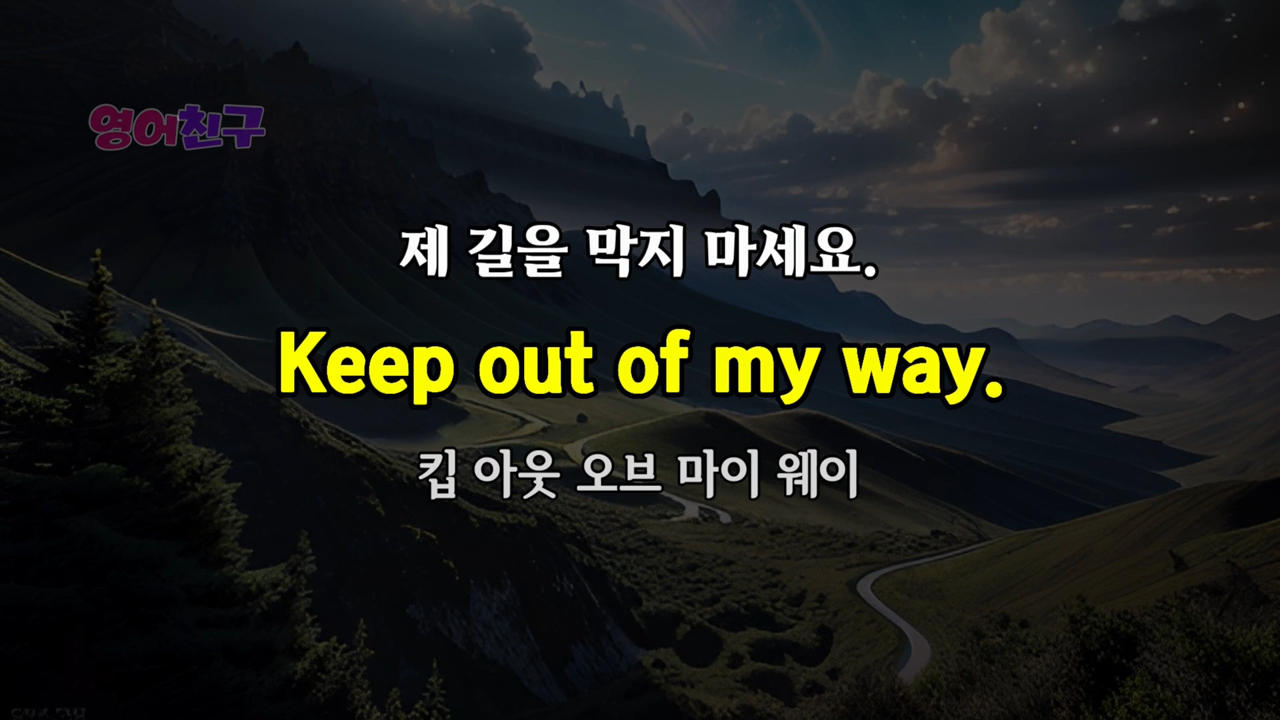 영어친구
제 길을 막지 마세요.
Keep out of my way.
킵 아웃 오브 마이 웨이